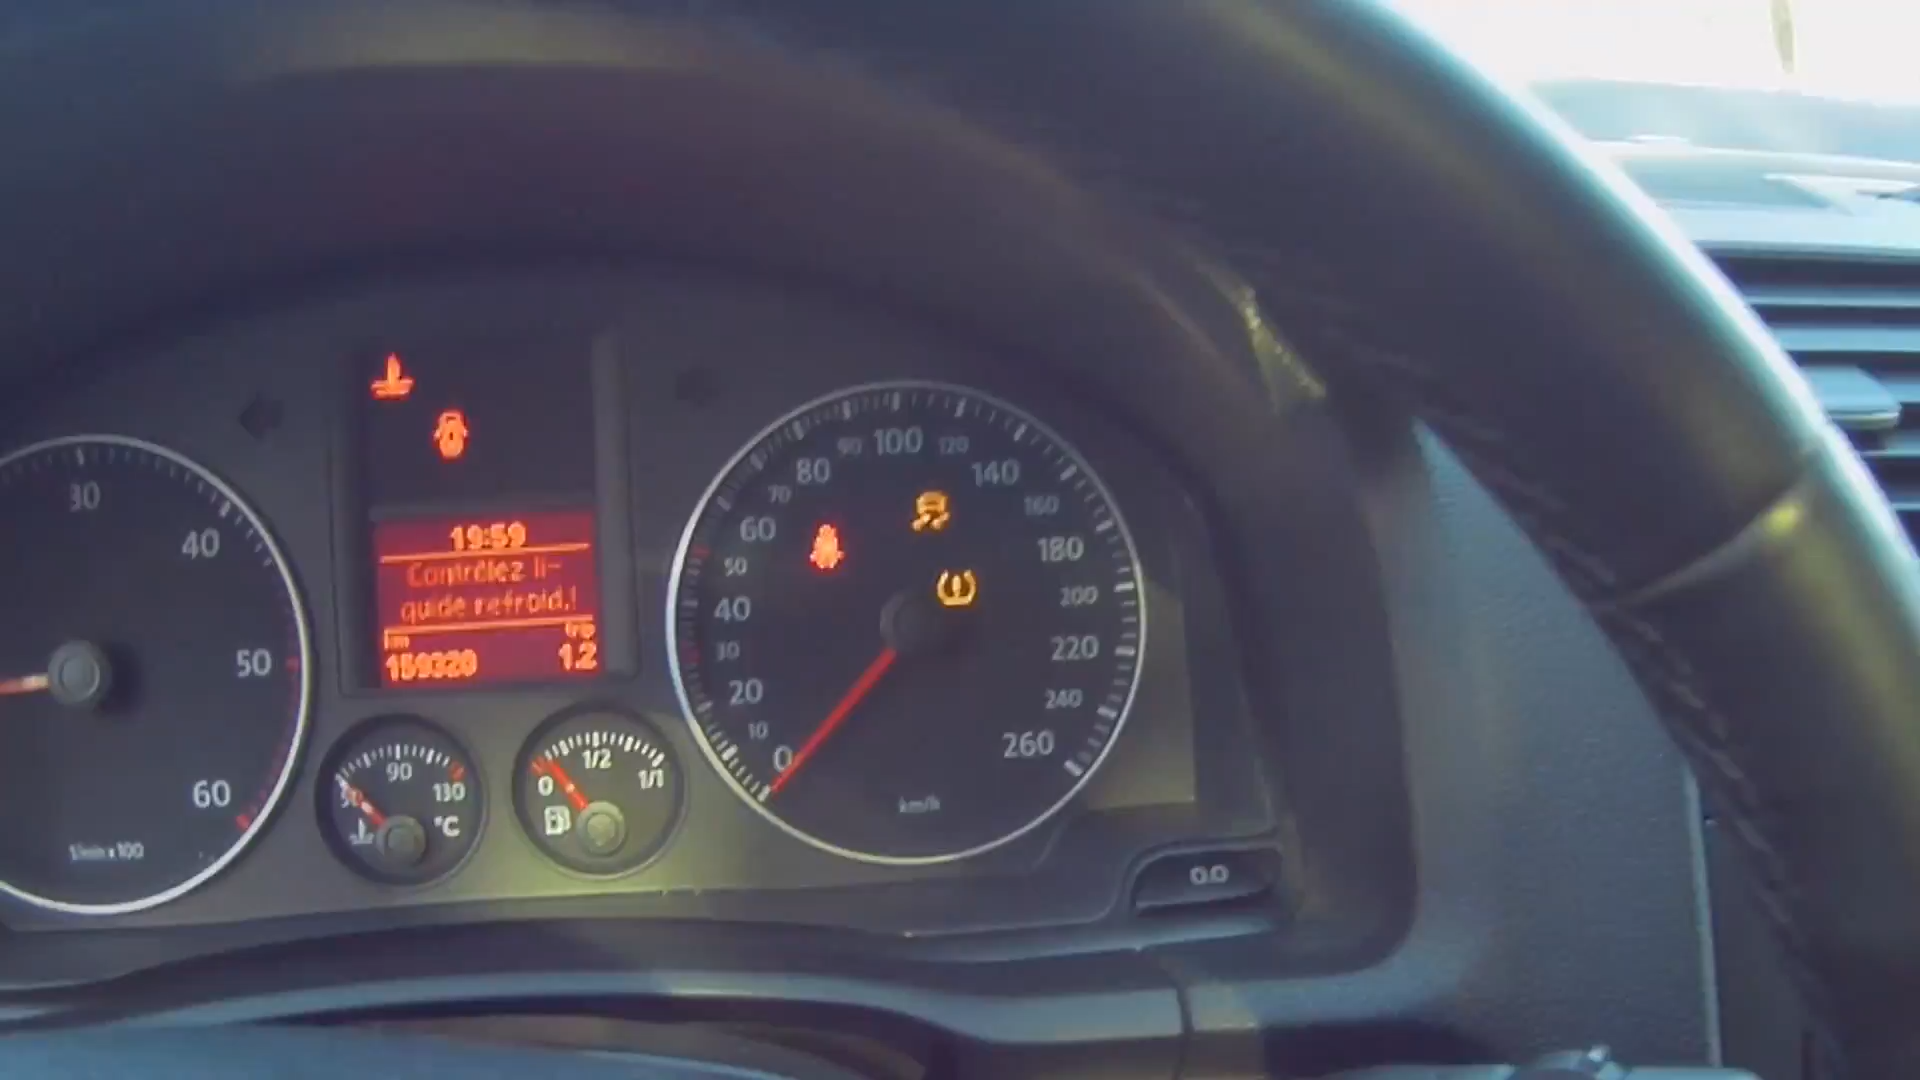 19:59
Contrôlez li-
quide refroid.!
km trip
159320 1.2
30
40
50
60
1/min x 100
50 90 130
°C
0 1/2 1/1
0 10 20 30 40 50 60 70 80 90 100 120 140 160 180 200 220 240 260
km/h
0.0